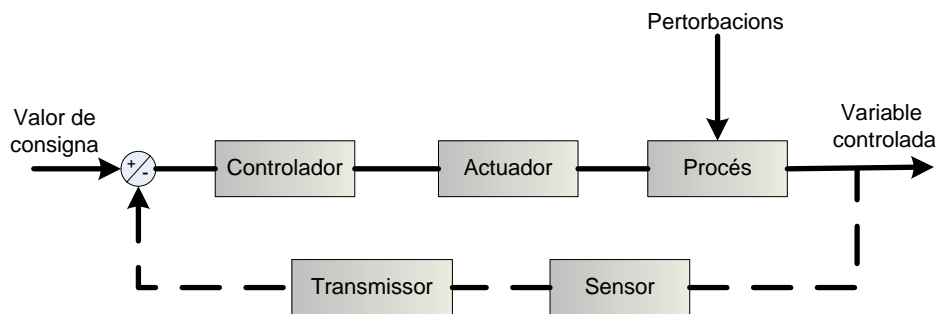 Pertorbacions
Valor de
consigna
Variable
controlada
+
-
Controlador
Actuador
Procés
Transmissor
Sensor